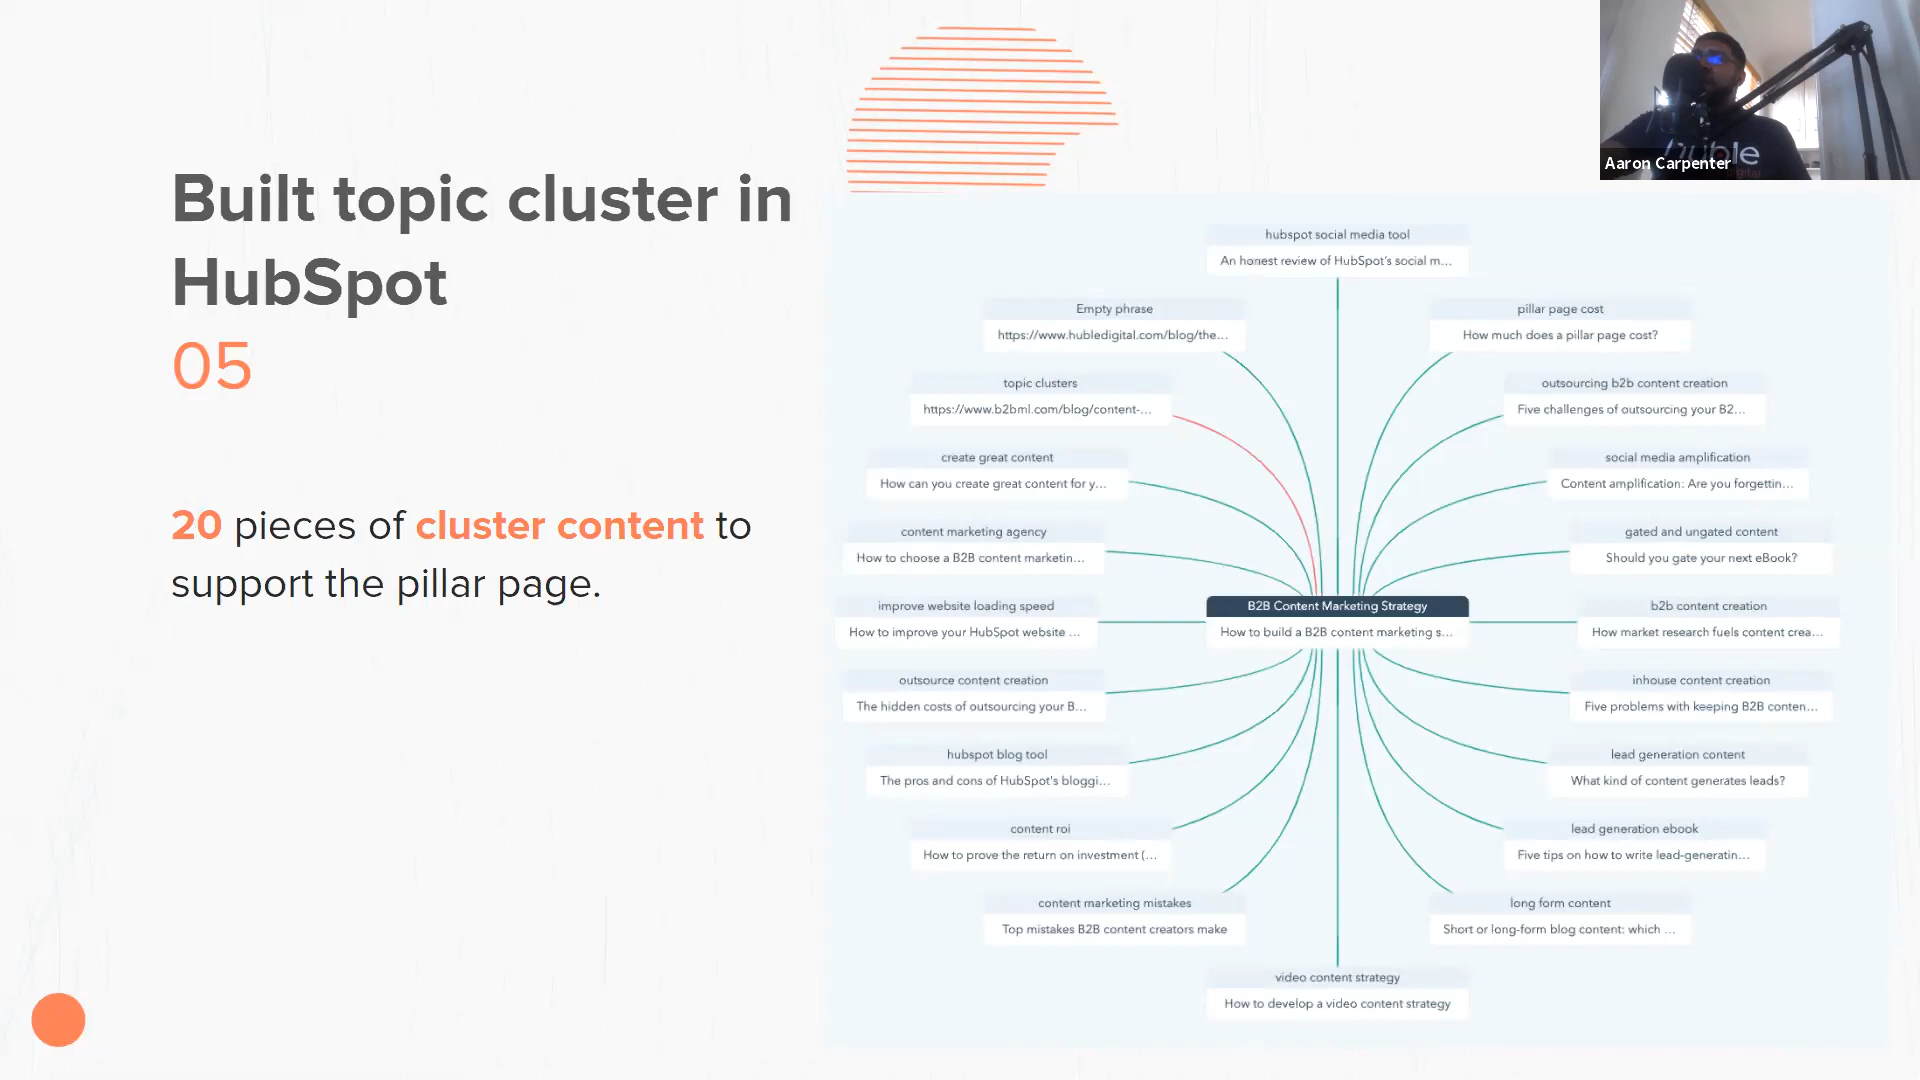 Built topic cluster in
HubSpot
05
20 pieces of cluster content to
support the pillar page.
Aaron Carpenter
hubspot social media tool
An honest review of HubSpot's social m...
Empty phrase
https://www.hubledigital.com/blog/the...
pillar page cost
How much does a pillar page cost?
topic clusters
https://www.b2bml.com/blog/content-...
outsourcing b2b content creation
Five challenges of outsourcing your B2...
create great content
How can you create great content for y...
social media amplification
Content amplification: Are you forgettin...
content marketing agency
How to choose a B2B content marketin...
gated and ungated content
Should you gate your next eBook?
improve website loading speed
How to improve your HubSpot website ...
B2B Content Marketing Strategy
How to build a B2B content marketing s...
b2b content creation
How market research fuels content crea...
outsource content creation
The hidden costs of outsourcing your B...
inhouse content creation
Five problems with keeping B2B conten...
hubspot blog tool
The pros and cons of HubSpot's bloggi...
lead generation content
What kind of content generates leads?
content roi
How to prove the return on investment (...
lead generation ebook
Five tips on how to write lead-generatin...
content marketing mistakes
Top mistakes B2B content creators make
long form content
Short or long-form blog content: which ...
video content strategy
How to develop a video content strategy